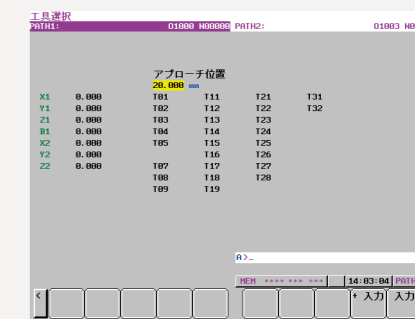 工具選択
PATH1: O1000 N00000 PATH2: O1003 N0
アプローチ位置
20.000 mm
X1 0.000 T01 T11 T21 T31
Y1 0.000 T02 T12 T22 T32
Z1 0.000 T03 T13 T23
B1 0.000 T04 T14 T24
X2 0.000 T05 T15 T25
Y2 0.000 T16 T26
Z2 0.000 T07 T17 T27
T08 T18 T28
T09 T19
A>_
MEM **** *** *** 14:03:04 PATH
< + 入力 入力